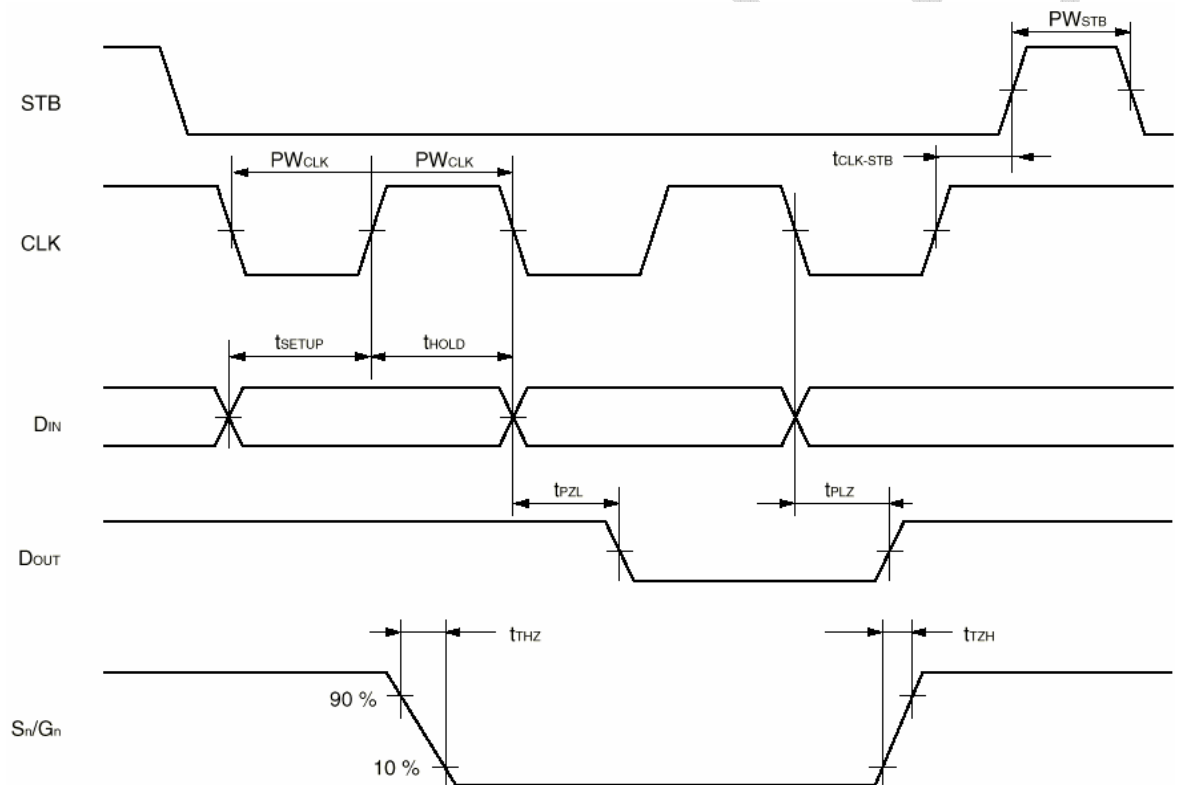 PWSTB
STB
PWCLK PWCLK
tCLK-STB
CLK
tSETUP tHOLD
DIN
tPZL tPLZ
DOUT
tTHZ tTZH
90 %
Sn/Gn
10 %